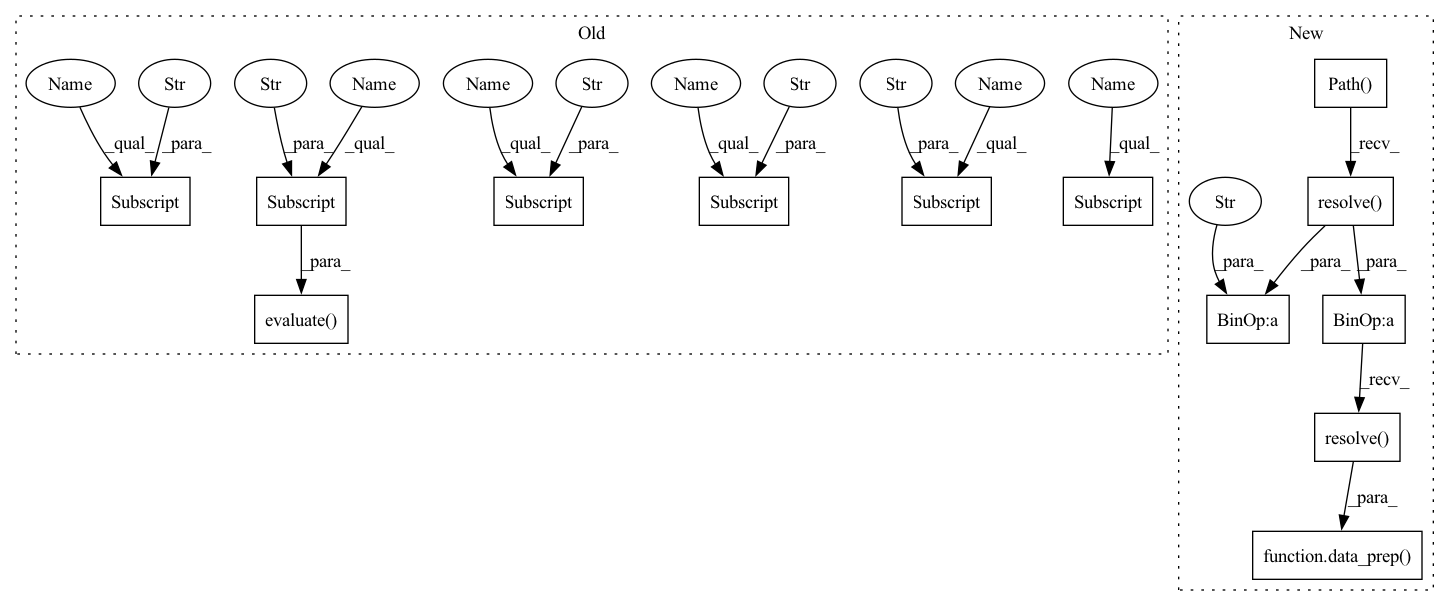 Old
New
Name
Str
Str
Name
Name
Str
Name
Str
Str
Name
Name
Path()
_qual_
_para_
_para_
_qual_
_qual_
_para_
_qual_
_para_
_para_
_qual_
_qual_
_recv_
Subscript
Subscript
Subscript
Subscript
Subscript
Subscript
Str
resolve()
_para_
_para_
_para_
_para_
evaluate()
BinOp:a
BinOp:a
_recv_
resolve()
_para_
function.data_prep()